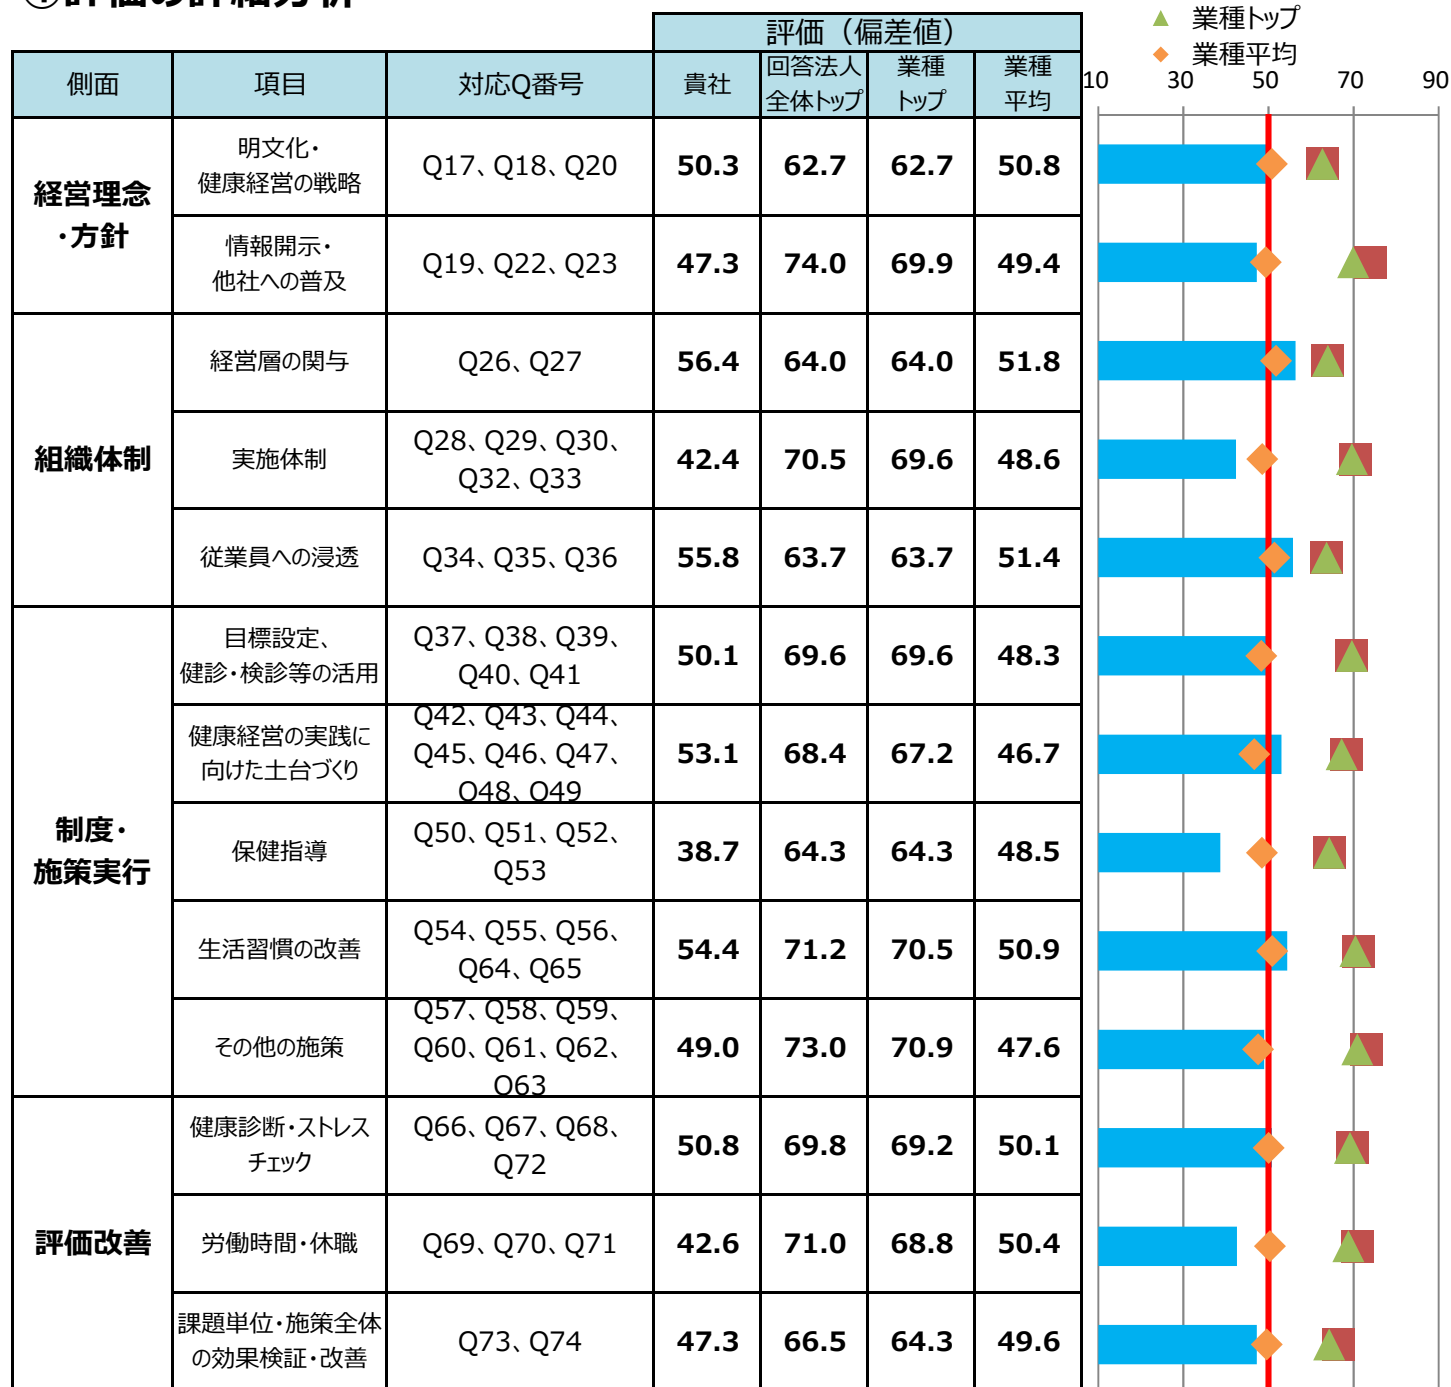 ①評価の詳細分析
業種トップ
業種平均
評価（偏差値）
側面 項目 対応Q番号 貴社 回答法人全体トップ 業種トップ 業種平均
10 30 50 70 90
経営理念・方針
明文化・健康経営の戦略 Q17、Q18、Q20 50.3 62.7 62.7 50.8
情報開示・他社への普及 Q19、Q22、Q23 47.3 74.0 69.9 49.4
組織体制
経営層の関与 Q26、Q27 56.4 64.0 64.0 51.8
実施体制 Q28、Q29、Q30、Q32、Q33 42.4 70.5 69.6 48.6
従業員への浸透 Q34、Q35、Q36 55.8 63.7 63.7 51.4
制度・施策実行
目標設定、健診・検診等の活用 Q37、Q38、Q39、Q40、Q41 50.1 69.6 69.6 48.3
健康経営の実践に向けた土台づくり Q42、Q43、Q44、Q45、Q46、Q47、Q48、Q49 53.1 68.4 67.2 46.7
保健指導 Q50、Q51、Q52、Q53 38.7 64.3 64.3 48.5
生活習慣の改善 Q54、Q55、Q56、Q64、Q65 54.4 71.2 70.5 50.9
その他の施策 Q57、Q58、Q59、Q60、Q61、Q62、Q63 49.0 73.0 70.9 47.6
評価改善
健康診断・ストレスチェック Q66、Q67、Q68、Q72 50.8 69.8 69.2 50.1
労働時間・休職 Q69、Q70、Q71 42.6 71.0 68.8 50.4
課題単位・施策全体の効果検証・改善 Q73、Q74 47.3 66.5 64.3 49.6